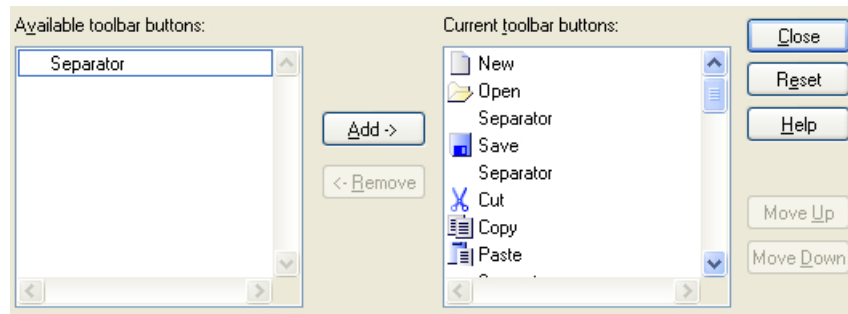 Available toolbar buttons:
Separator
Add ->
<- Remove
Current toolbar buttons:
New
Open
Separator
Save
Separator
Cut
Copy
Paste
Close
Reset
Help
Move Up
Move Down